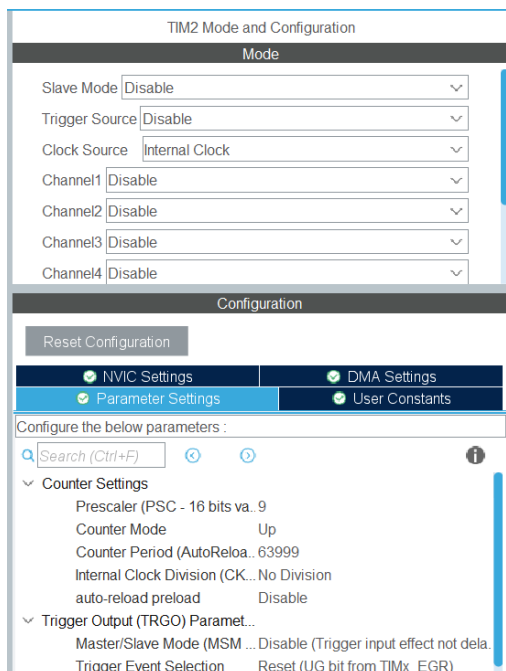 TIM2 Mode and Configuration
Mode
Slave Mode Disable
Trigger Source Disable
Clock Source Internal Clock
Channel1 Disable
Channel2 Disable
Channel3 Disable
Channel4 Disable
Configuration
Reset Configuration
NVIC Settings DMA Settings
Parameter Settings User Constants
Configure the below parameters :
Search (Ctrl+F)
Counter Settings
Prescaler (PSC - 16 bits va.. 9
Counter Mode Up
Counter Period (AutoReloa.. 63999
Internal Clock Division (CK... No Division
auto-reload preload Disable
Trigger Output (TRGO) Paramet...
Master/Slave Mode (MSM ... Disable (Trigger input effect not dela.
Trigger Event Selection Reset (UG bit from TIMx_EGR)